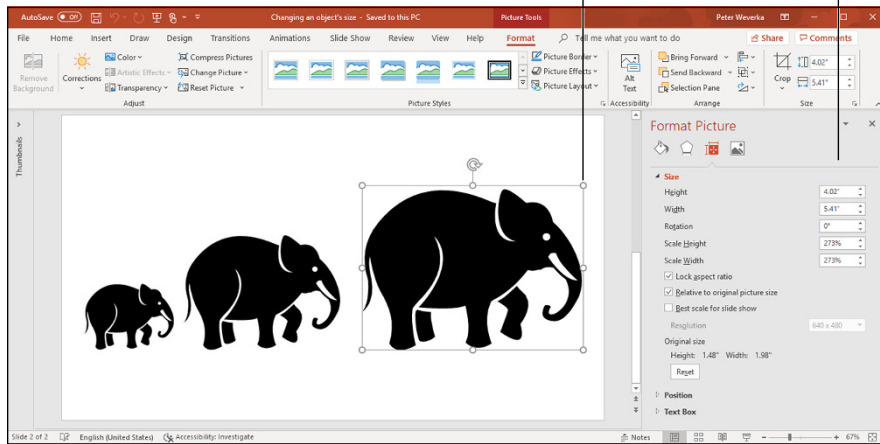 AutoSave Off Changing an object's size - Saved to this PC Picture Tools Peter Weverka
File Home Insert Draw Design Transitions Animations Slide Show Review View Help Format Tell me what you want to do Share Comments
Remove Background
Corrections
Color
Artistic Effects
Transparency
Compress Pictures
Change Picture
Reset Picture
Adjust
Picture Border
Picture Effects
Picture Layout
Picture Styles
Alt Text
Accessibility
Bring Forward
Send Backward
Selection Pane
Arrange
Crop
4.02"
5.41"
Size
Thumbnails
Format Picture
Size
Height 4.02"
Width 5.41"
Rotation 0°
Scale Height 273%
Scale Width 273%
Lock aspect ratio
Relative to original picture size
Best scale for slide show
Resolution 640 x 480
Original size
Height: 1.48" Width: 1.98"
Reset
Position
Text Box
Slide 2 of 2 English (United States) Accessibility: Investigate Notes 67%